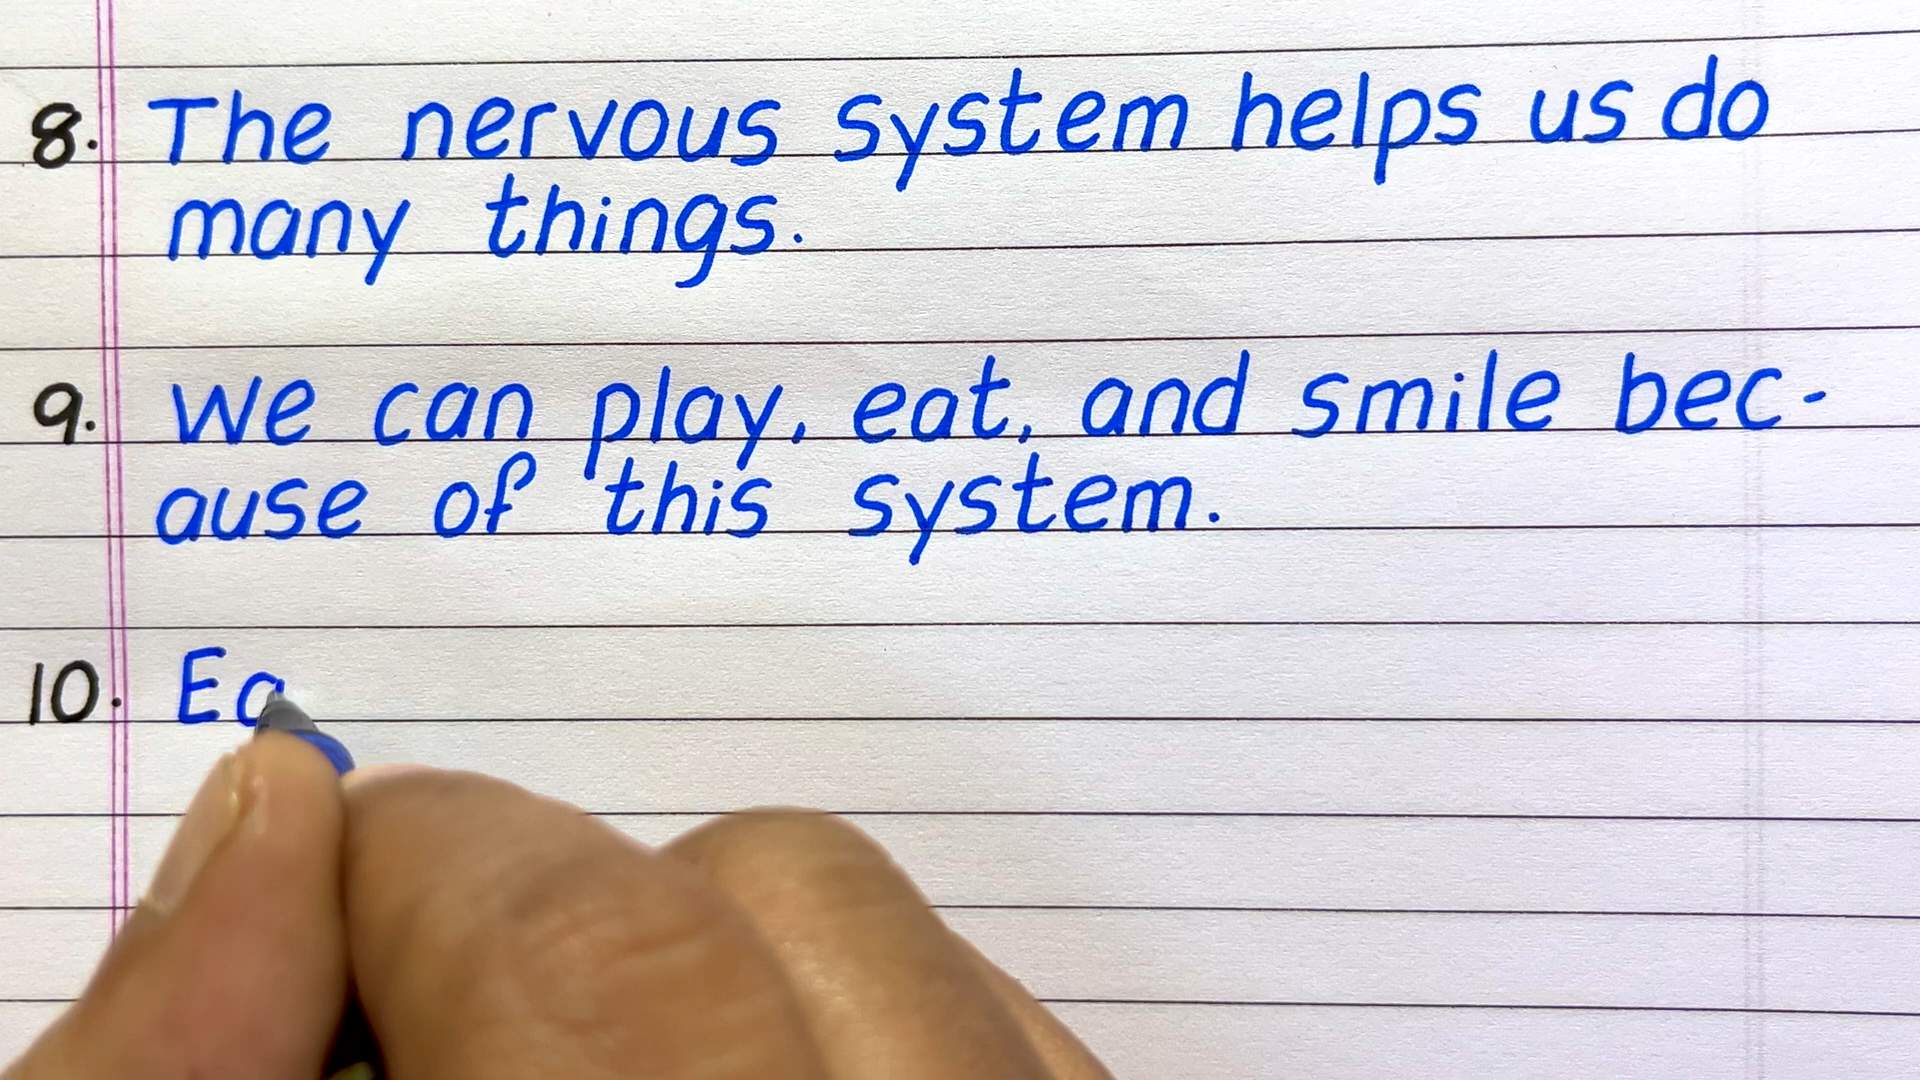 8. The nervous system helps us do
many things.
9. We can play, eat, and smile bec-
ause of this system.
10. Ea